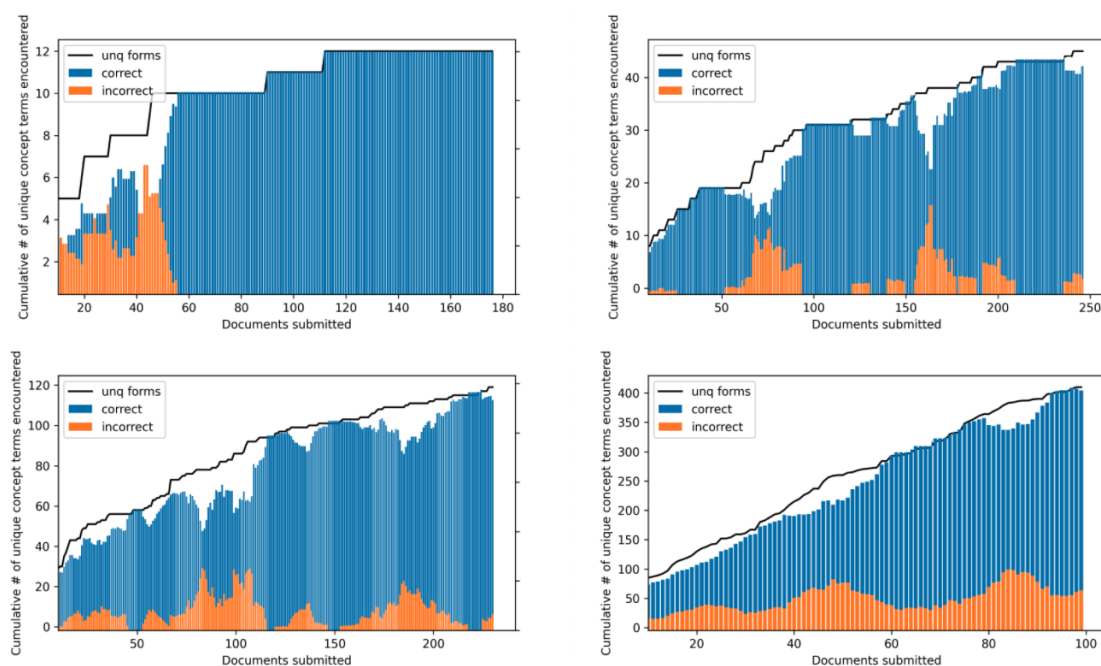 Cumulative # of unique concept terms encountered
12
10
8
6
4
2
unq forms
correct
incorrect
20 40 60 80 100 120 140 160 180
Documents submitted
Cumulative # of unique concept terms encountered
40
30
20
10
0
unq forms
correct
incorrect
50 100 150 200 250
Documents submitted
Cumulative # of unique concept terms encountered
120
100
80
60
40
20
0
unq forms
correct
incorrect
50 100 150 200
Documents submitted
Cumulative # of unique concept terms encountered
400
350
300
250
200
150
100
50
0
unq forms
correct
incorrect
20 40 60 80 100
Documents submitted